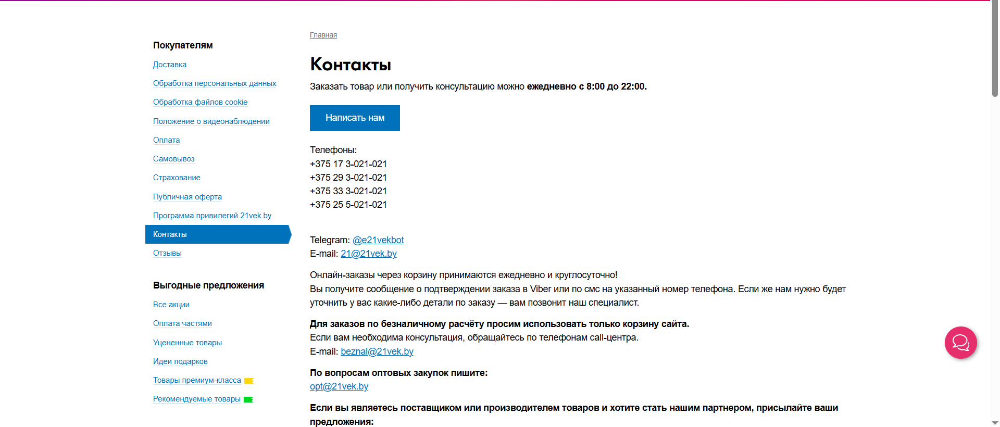 Покупателям
Доставка
Обработка персональных данных
Обработка файлов cookie
Положение о видеонаблюдении
Оплата
Самовывоз
Страхование
Публичная оферта
Программа привилегий 21vek.by
Контакты
Отзывы
Выгодные предложения
Все акции
Оплата частями
Уцененные товары
Идеи подарков
Товары премиум-класса
Рекомендуемые товары
Главная
Контакты
Заказать товар или получить консультацию можно ежедневно с 8:00 до 22:00.
Написать нам
Телефоны:
+375 17 3-021-021
+375 29 3-021-021
+375 33 3-021-021
+375 25 5-021-021
Telegram: @e21vekbot
E-mail: 21@21vek.by
Онлайн-заказы через корзину принимаются ежедневно и круглосуточно!
Вы получите сообщение о подтверждении заказа в Viber или по смс на указанный номер телефона. Если же нам нужно будет
уточнить у вас какие-либо детали по заказу — вам позвонит наш специалист.
Для заказов по безналичному расчёту просим использовать только корзину сайта.
Если вам необходима консультация, обращайтесь по телефонам call-центра.
E-mail: beznal@21vek.by
По вопросам оптовых закупок пишите:
opt@21vek.by
Если вы являетесь поставщиком или производителем товаров и хотите стать нашим партнером, присылайте ваши
предложения: